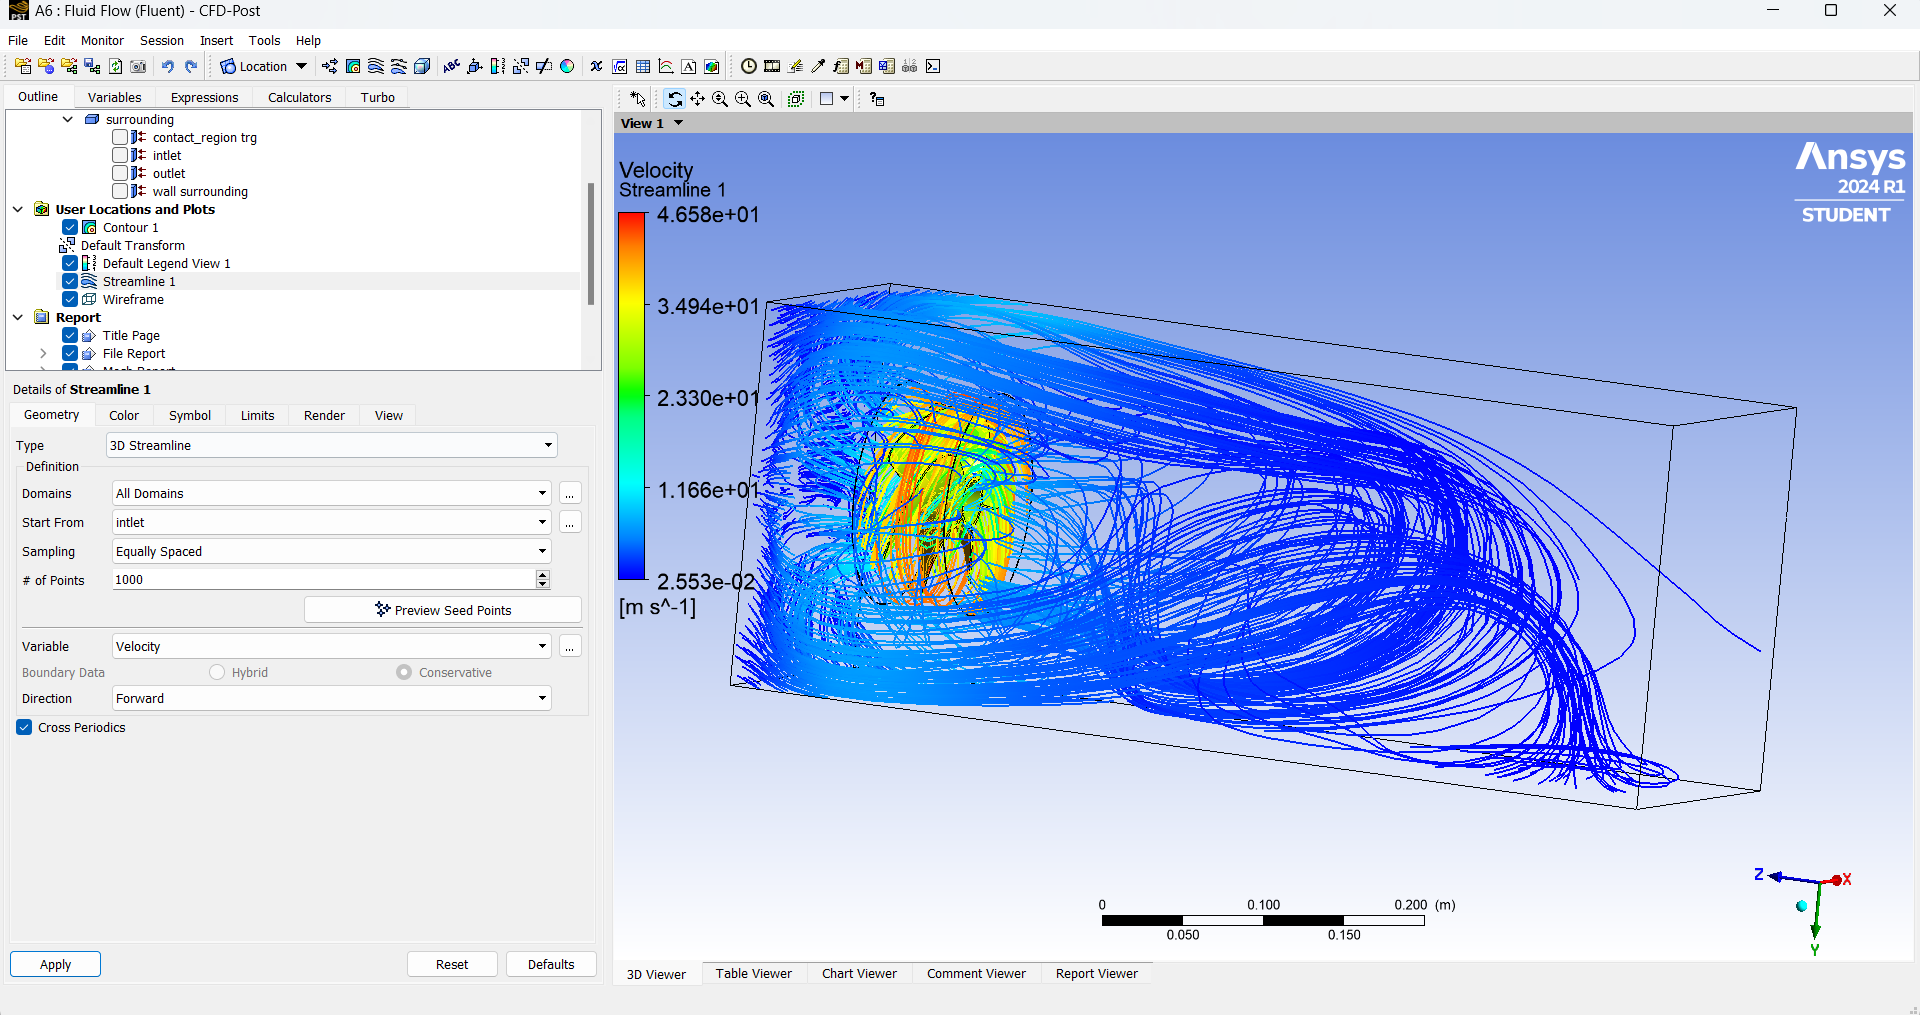 A6 : Fluid Flow (Fluent) - CFD-Post
File Edit Monitor Session Insert Tools Help
Location
Outline Variables Expressions Calculators Turbo
surrounding
contact_region trg
intlet
outlet
wall surrounding
User Locations and Plots
Contour 1
Default Transform
Default Legend View 1
Streamline 1
Wireframe
Report
Title Page
File Report
Details of Streamline 1
Geometry Color Symbol Limits Render View
Type 3D Streamline
Definition
Domains All Domains ...
Start From intlet ...
Sampling Equally Spaced
# of Points 1000
Preview Seed Points
Variable Velocity ...
Boundary Data Hybrid Conservative
Direction Forward
Cross Periodics
Apply Reset Defaults
View 1
Velocity
Streamline 1
4.658e+01
3.494e+01
2.330e+01
1.166e+01
2.553e-02
[m s^-1]
Ansys
2024 R1
STUDENT
0 0.100 0.200 (m)
0.050 0.150
Z X
Y
3D Viewer Table Viewer Chart Viewer Comment Viewer Report Viewer